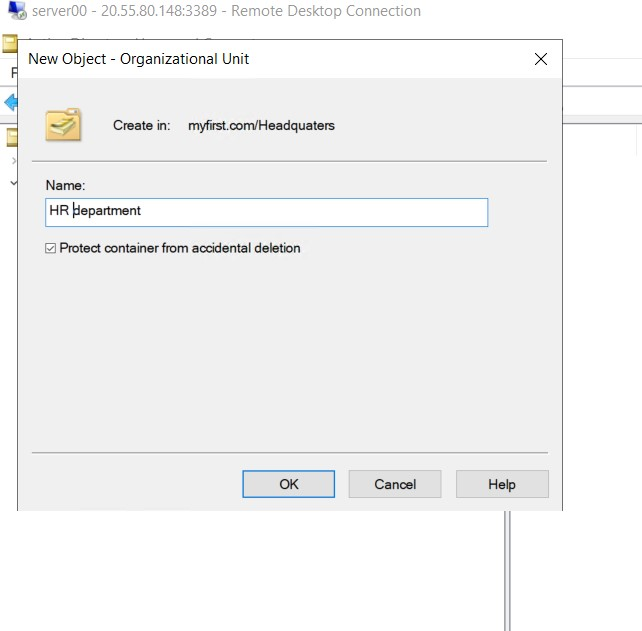 server00 - 20.55.80.148:3389 - Remote Desktop Connection
New Object - Organizational Unit
Create in: myfirst.com/Headquaters
Name:
HR department
Protect container from accidental deletion
OK Cancel Help